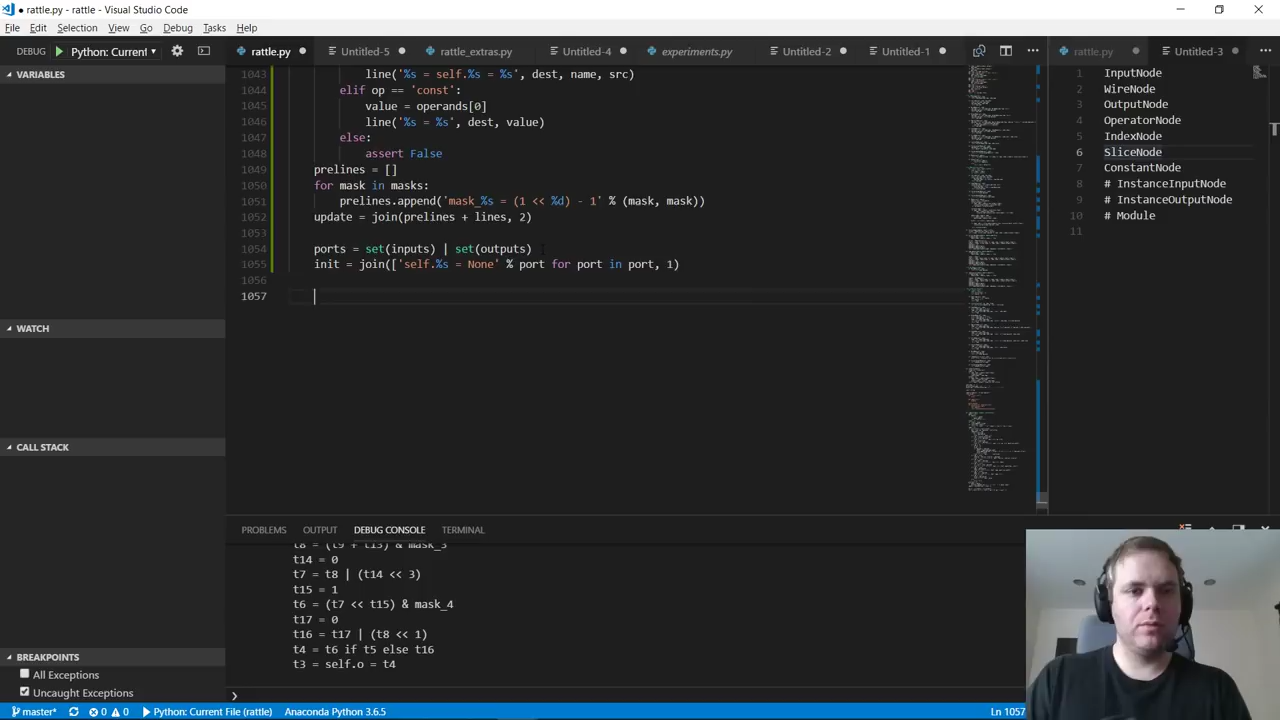 rattle.py - rattle - Visual Studio Code
File Edit Selection View Go Debug Tasks Help
DEBUG Python: Current
rattle.py Untitled-5 rattle_extras.py Untitled-4 experiments.py Untitled-2 Untitled-1
rattle.py Untitled-3
VARIABLES
WATCH
CALL STACK
BREAKPOINTS
All Exceptions
Uncaught Exceptions
1043 line('%s = self.%s = %s', dest, name, src)
1044 elif op == 'const':
1045 value = operands[0]
1046 line('%s = %s', dest, value)
1047 else:
1048 assert False
1049 prelines = []
1050 for mask in masks:
1051 % (mask, mask))
1052 update = join(prelines + lines, 2)
1053
1054 ports = set(inputs) | set(outputs)
1055 init = 'self.%s = None' % port for port in port, 1)
1056
1057
1 InputNode
2 WireNode
3 OutputNode
4 OperatorNode
5 IndexNode
6 SliceNode
7 ConstantNode
8 # InstanceInputNode
9 # InstanceOutputNode
10 # Module
11
PROBLEMS OUTPUT DEBUG CONSOLE TERMINAL
t8 = (t9 + t13) & mask_3
t14 = 0
t7 = t8 | (t14 << 3)
t15 = 1
t6 = (t7 << t15) & mask_4
t17 = 0
t16 = t17 | (t8 << 1)
t4 = t6 if t5 else t16
t3 = self.o = t4
master* 0 0 Python: Current File (rattle) Anaconda Python 3.6.5 Ln 1057